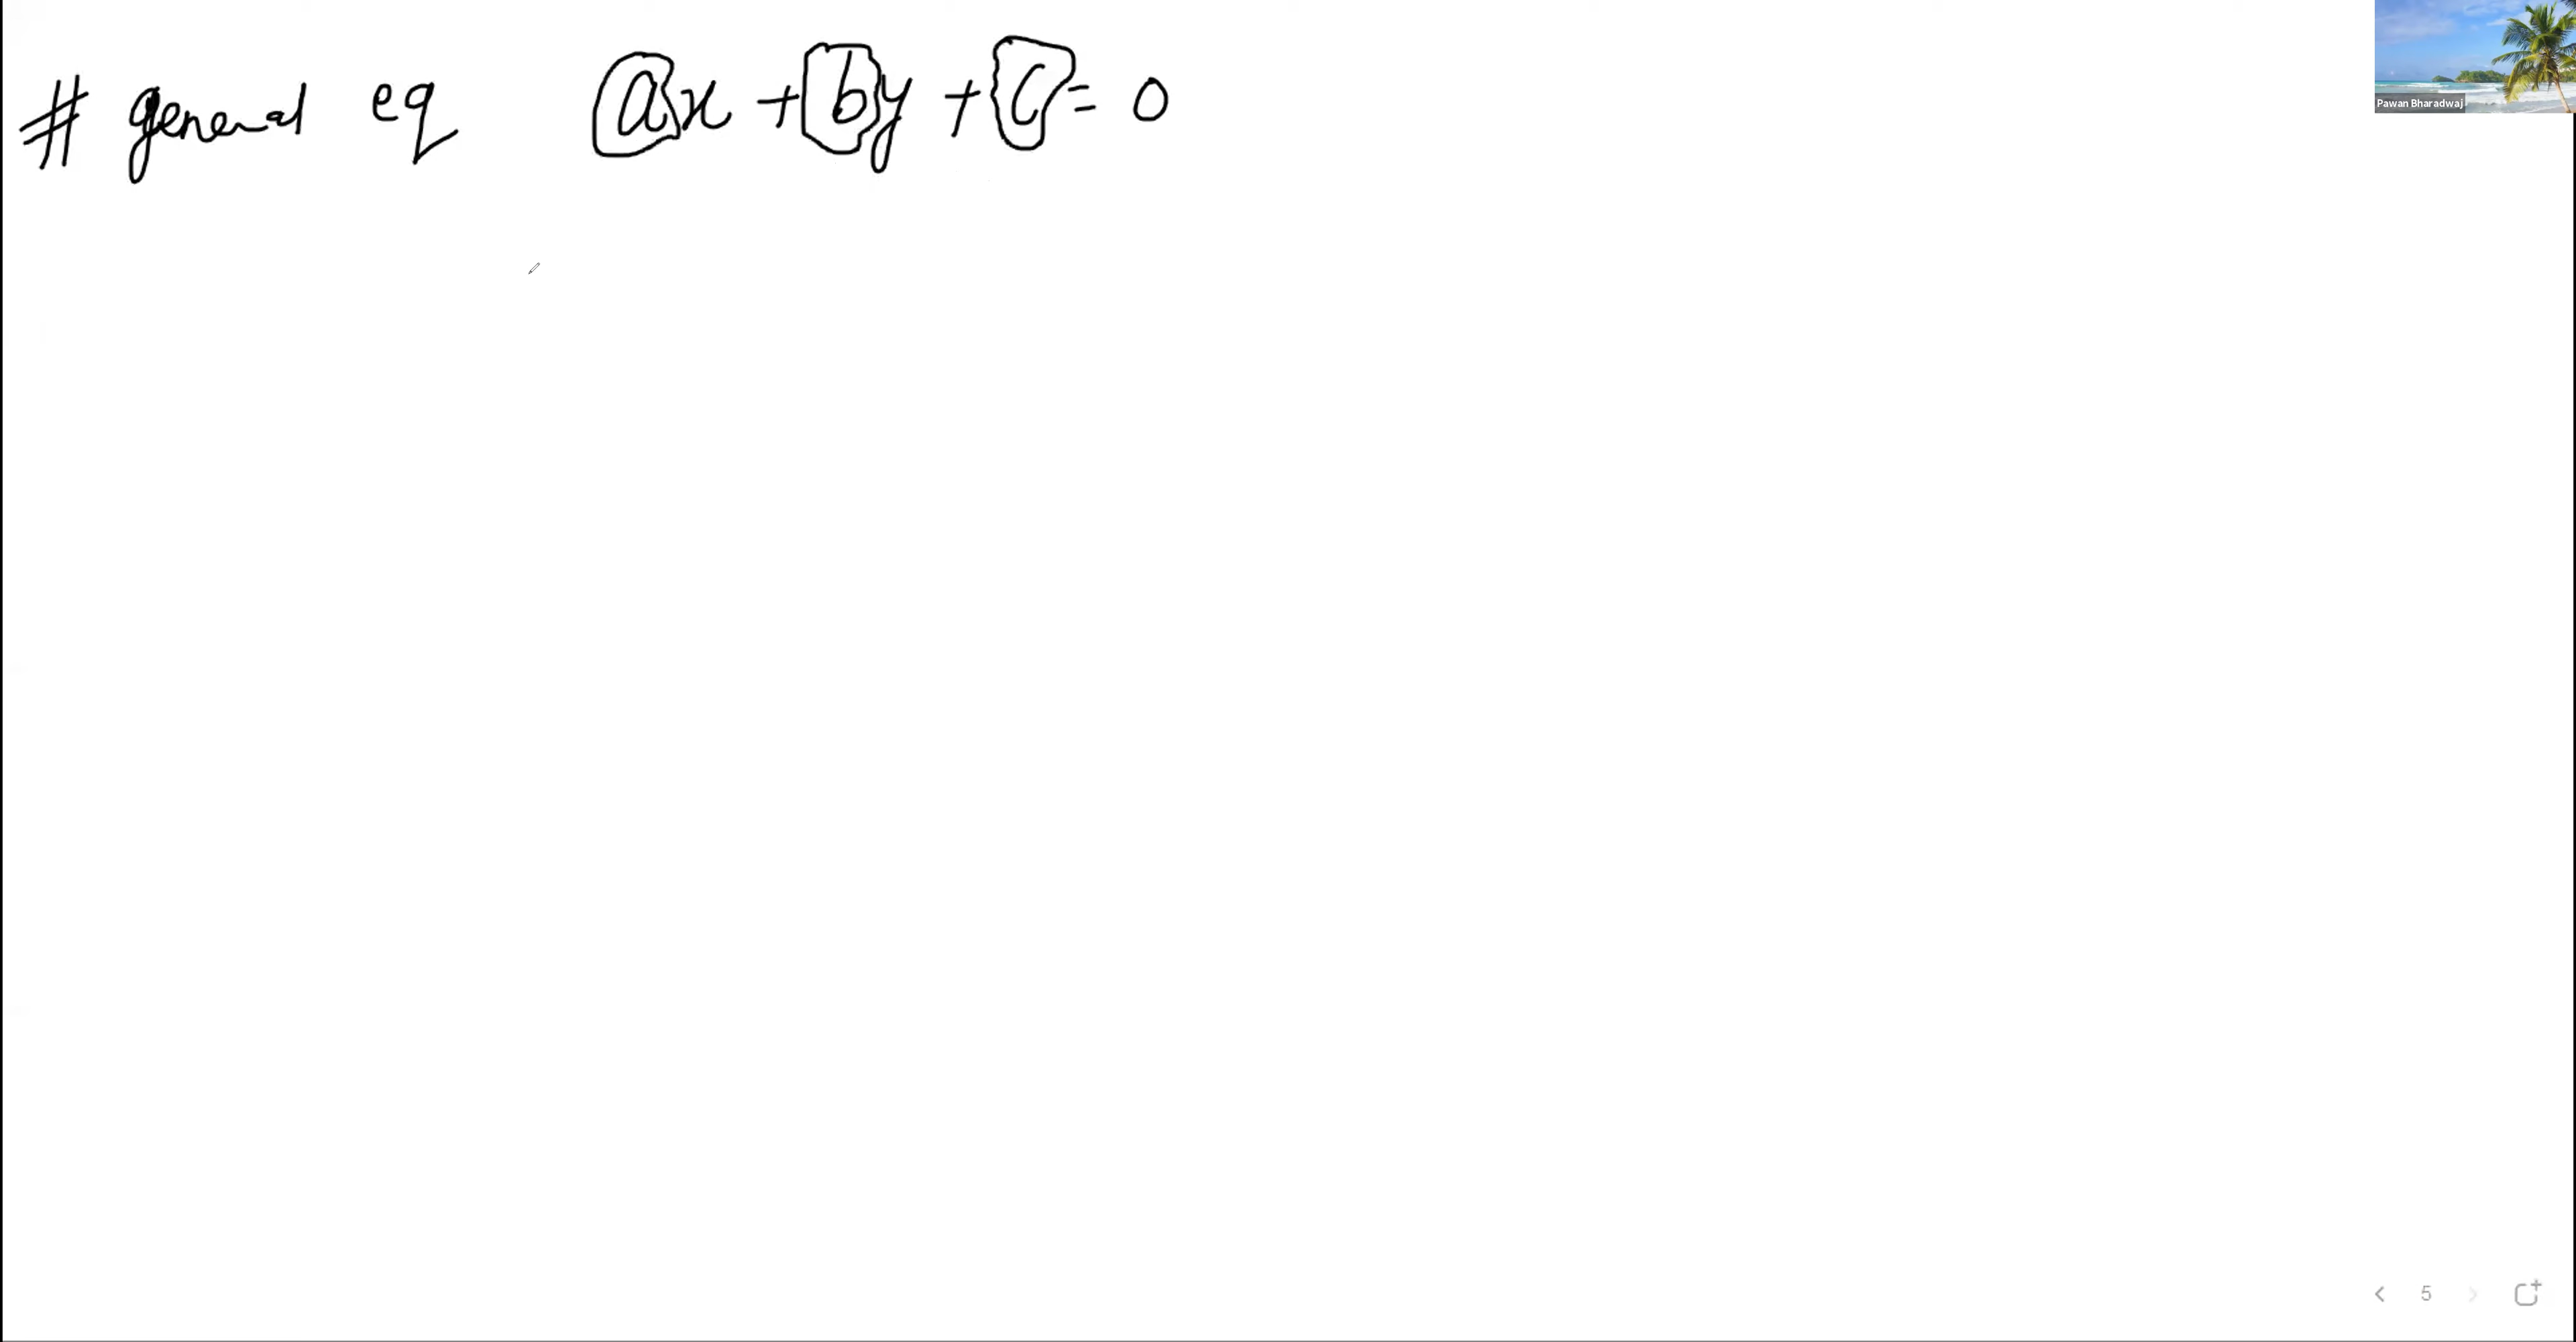 # general eq ax + by + c = 0
Pawan Bharadwaj
5